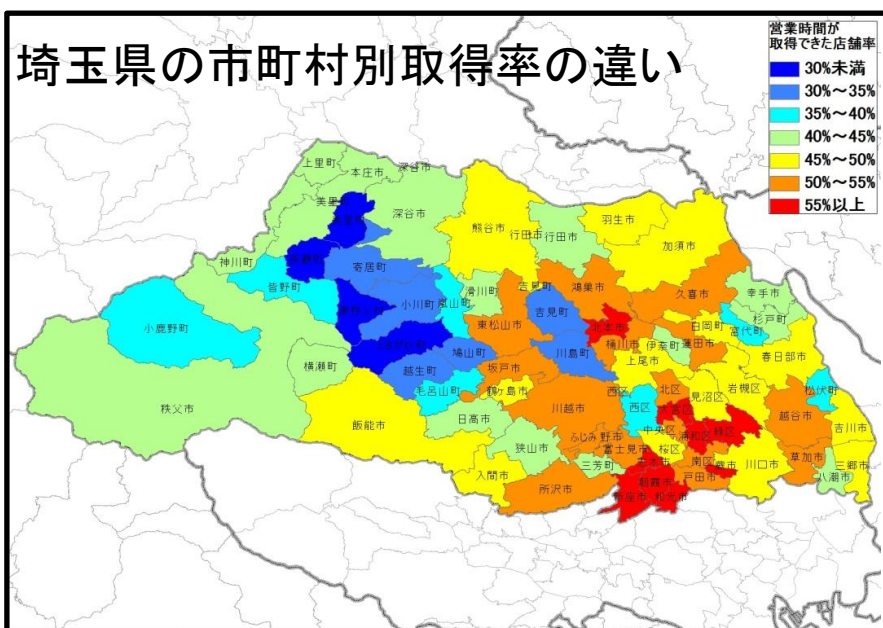 埼玉県の市町村別取得率の違い
営業時間が
取得できた店舗率
30%未満
30%～35%
35%～40%
40%～45%
45%～50%
50%～55%
55%以上
上里町
本庄市
深谷市
美里町
深谷市
熊谷市
行田市
行田市
羽生市
加須市
神川町
寄居町
皆野町
小川町
嵐山町
滑川町
吉見町
鴻巣市
久喜市
幸手市
小鹿野町
東松山市
吉見町
北本市
桶川市
伊奈町
蓮田市
白岡町
宮代町
杉戸町
横瀬町
越生町
鳩山町
坂戸市
川島町
上尾市
春日部市
毛呂山町
鶴ヶ島市
川越市
西区
西区
北区
見沼区
岩槻区
松伏町
秩父市
飯能市
日高市
大宮区
中央区
浦和区
緑区
越谷市
吉川市
狭山市
ふじみ野市
富士見市
桜区
三芳町
南区
蕨市
川口市
草加市
三郷市
八潮市
入間市
所沢市
朝霞市
戸田市
新座市
和光市